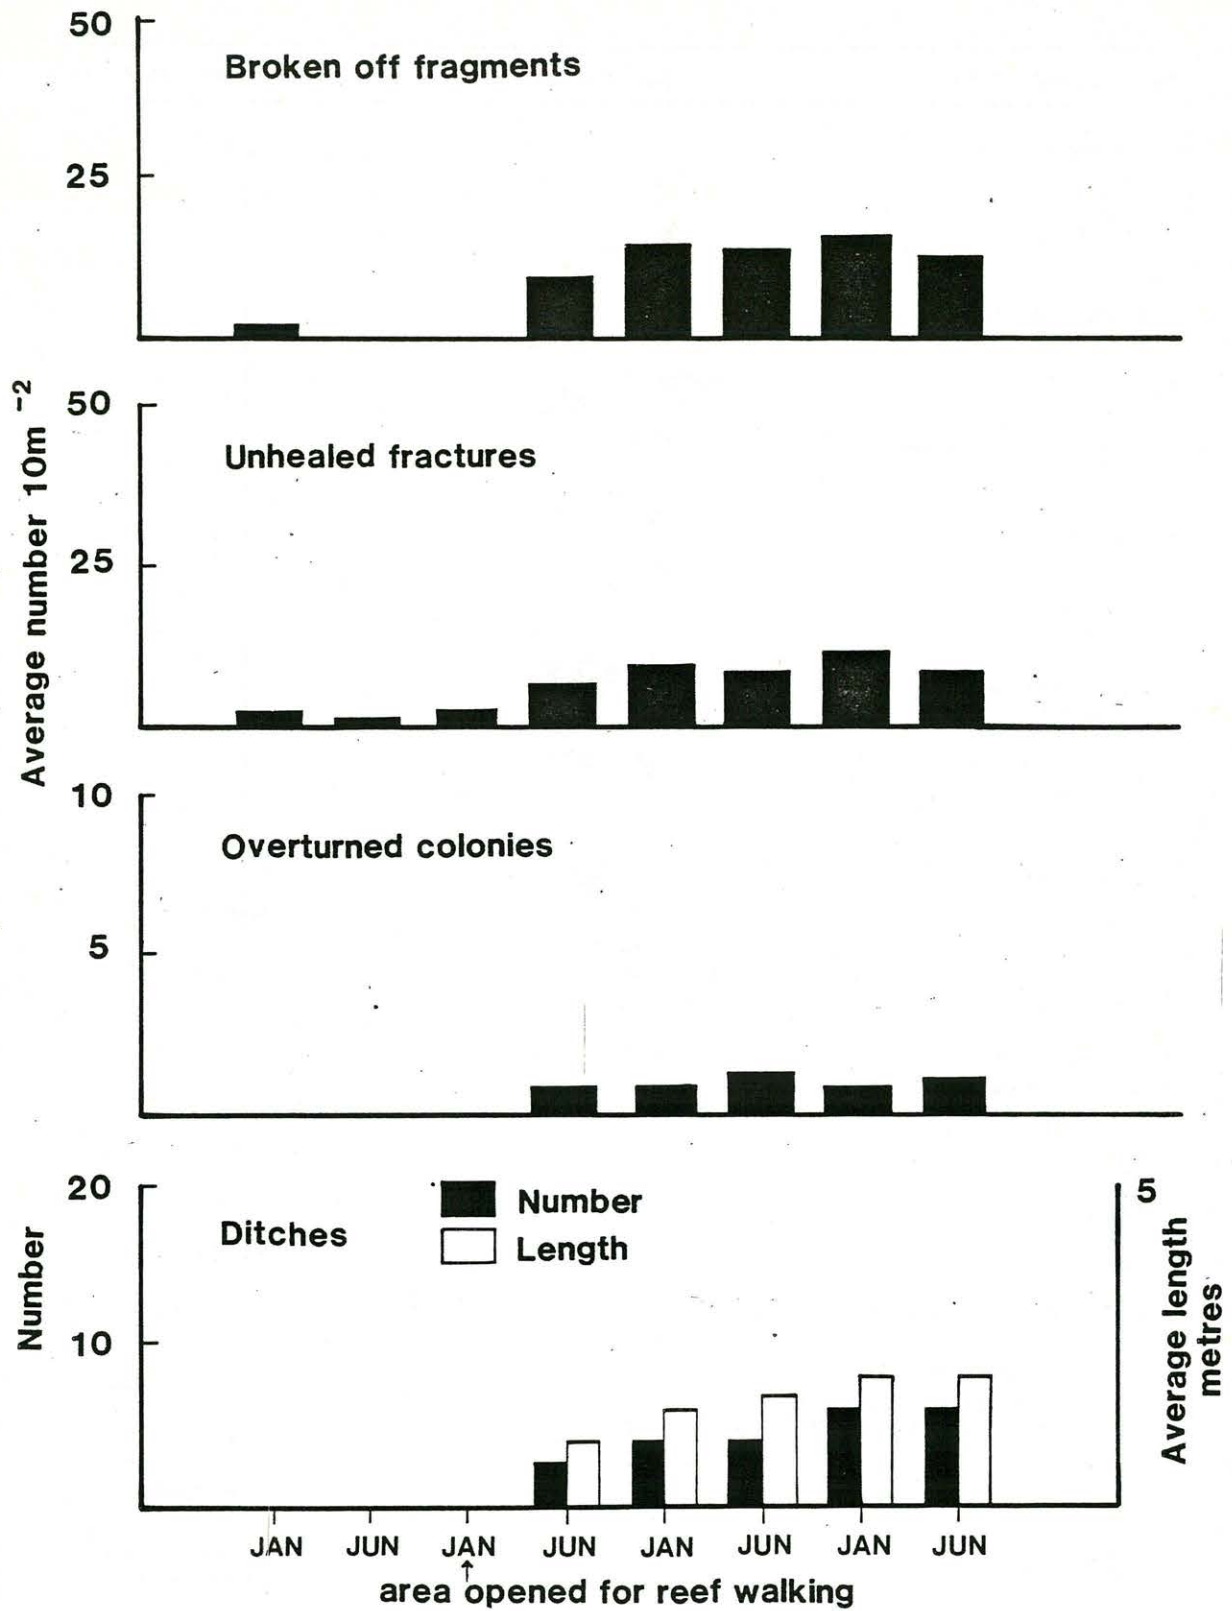 50
Broken off fragments
25
Average number 10m⁻²
50
Unhealed fractures
25
10
Overturned colonies
5
20
Number
Length
Ditches
10
Number
5
Average length
metres
JAN JUN JAN JUN JAN JUN JAN JUN
↑
area opened for reef walking